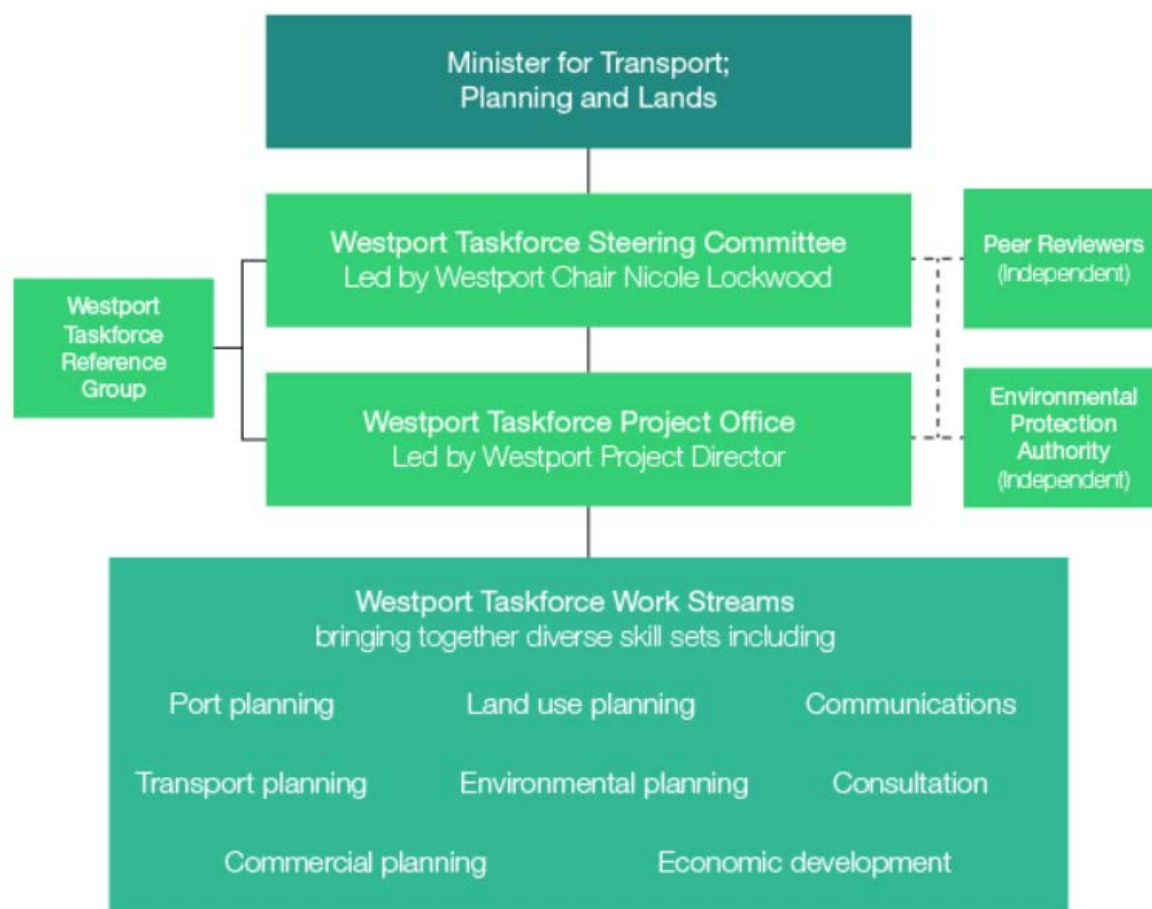 Minister for Transport;
Planning and Lands
Westport Taskforce Steering Committee
Led by Westport Chair Nicole Lockwood
Peer Reviewers
(Independent)
Westport
Taskforce
Reference
Group
Westport Taskforce Project Office
Led by Westport Project Director
Environmental
Protection
Authority
(Independent)
Westport Taskforce Work Streams
bringing together diverse skill sets including
Port planning
Land use planning
Communications
Transport planning
Environmental planning
Consultation
Commercial planning
Economic development